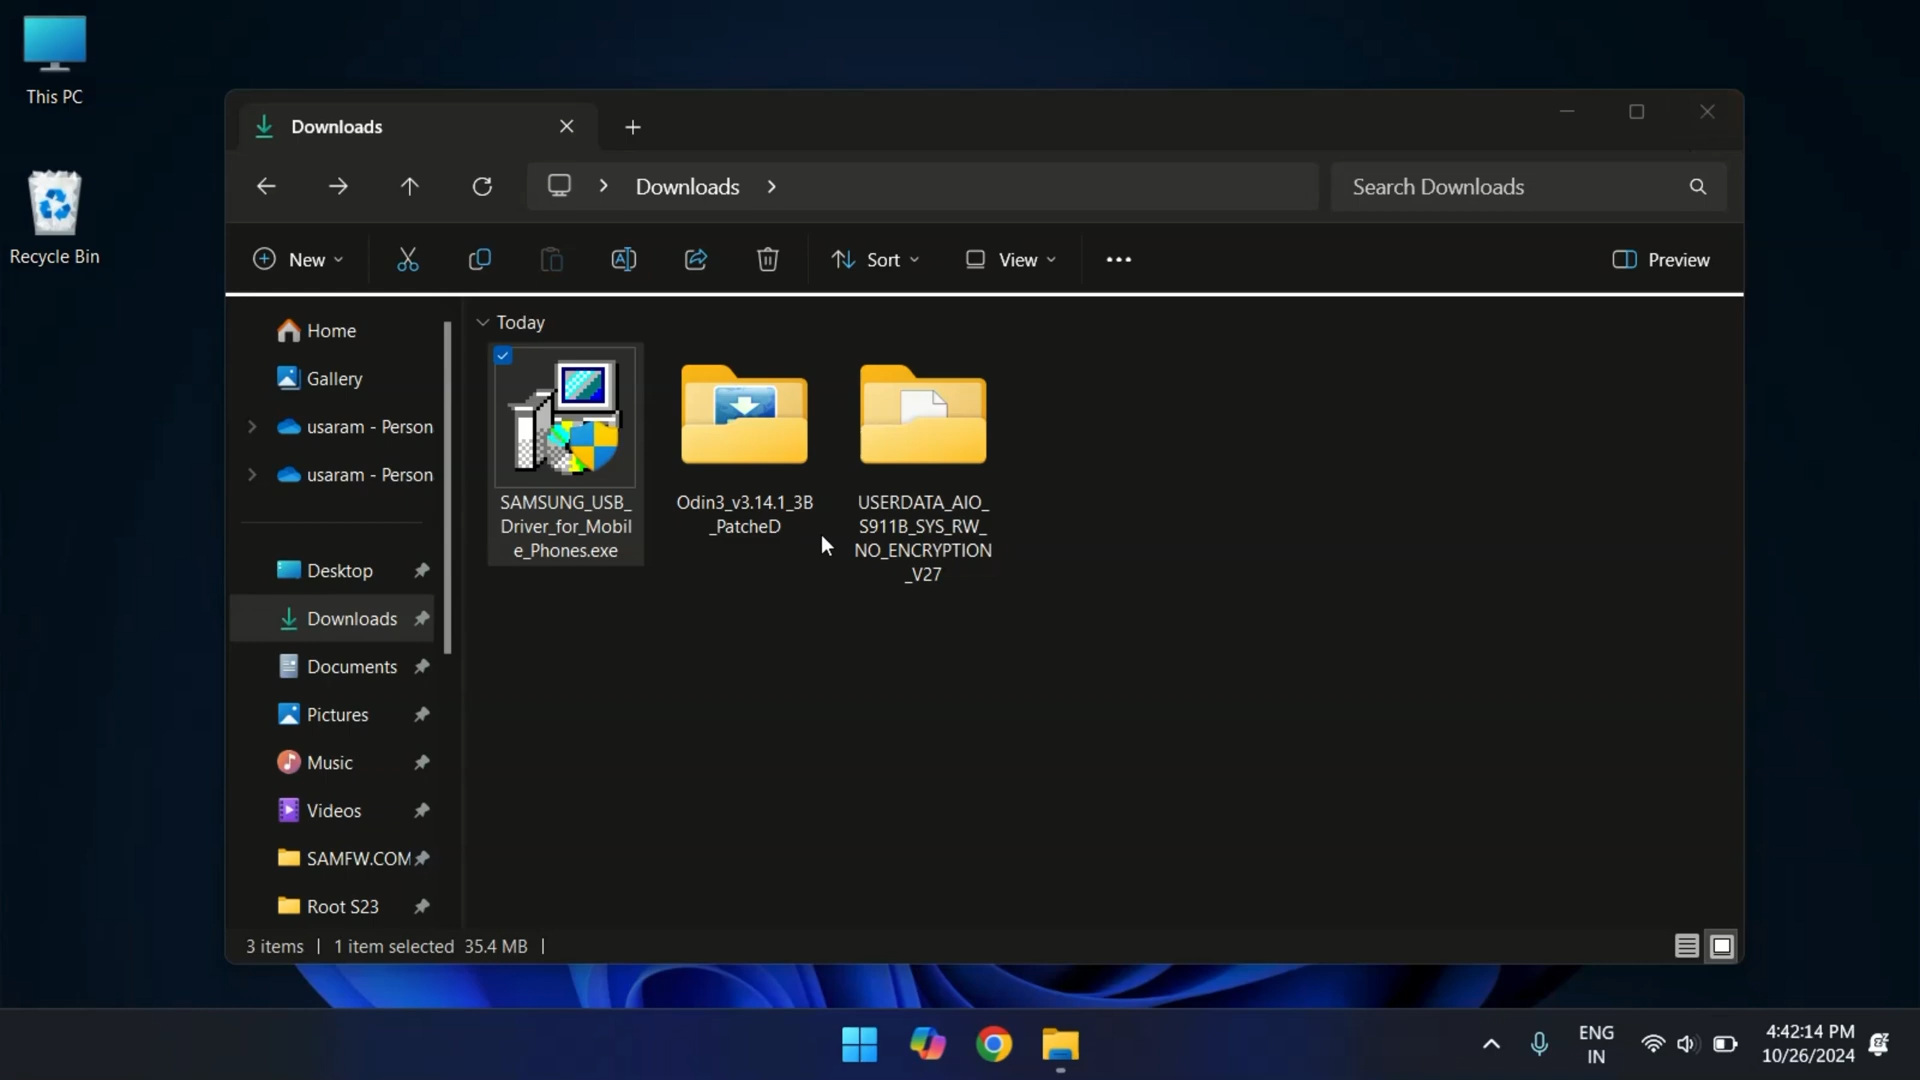 This PC
Recycle Bin
Downloads
Downloads
Search Downloads
New
Sort
View
Preview
Home
Gallery
usaram - Person
usaram - Person
Desktop
Downloads
Documents
Pictures
Music
Videos
SAMFW.COM
Root S23
Today
SAMSUNG_USB_
Driver_for_Mobil
e_Phones.exe
Odin3_v3.14.1_3B
_PatcheD
USERDATA_AIO_
S911B_SYS_RW_
NO_ENCRYPTION
_V27
3 items | 1 item selected 35.4 MB |
ENG
IN
4:42:14 PM
10/26/2024